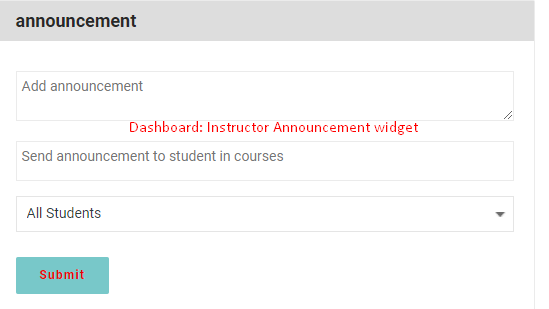 announcement
Add announcement
Dashboard: Instructor Announcement widget
Send announcement to student in courses
All Students
Submit